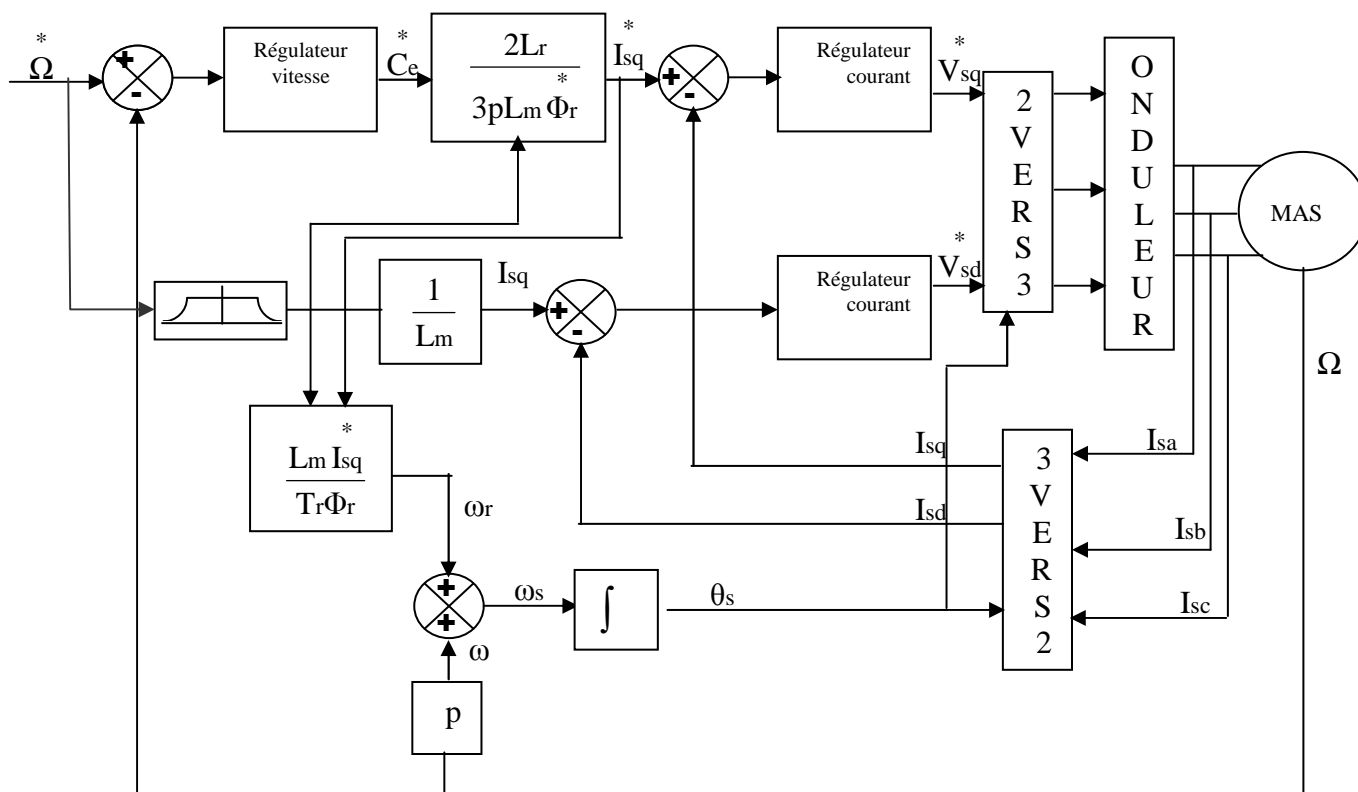 *
Ω
+
-
Régulateur
vitesse
*
Ce
2Lr
3pLm Φr
*
*
Isq
+
-
Régulateur
courant
*
Vsq
2
V
E
R
S
3
O
N
D
U
L
E
U
R
MAS
1
Lm
Isq
+
-
Régulateur
courant
*
Vsd
Ω
*
Lm Isq
TrΦr
ωr
Isq
Isd
3
V
E
R
S
2
Isa
Isb
Isc
+
+
ωs
∫
θs
ω
p